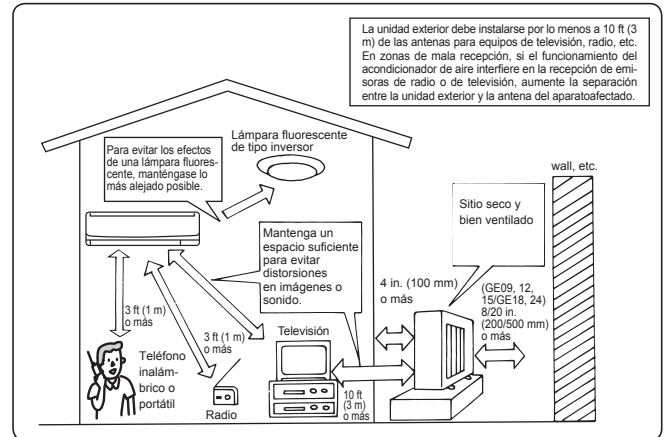 La unidad exterior debe instalarse por lo menos a 10 ft (3
m) de las antenas para equipos de televisión, radio, etc.
En zonas de mala recepción, si el funcionamiento del
acondicionador de aire interfiere en la recepción de emi-
soras de radio o de televisión, aumente la separación
entre la unidad exterior y la antena del aparatoafectado.
Lámpara fluorescente
de tipo inversor
Para evitar los efectos
de una lámpara fluores-
cente, manténgase lo
más alejado posible.
wall, etc.
Sitio seco y
bien ventilado
Mantenga un
espacio suficiente
para evitar
distorsiones
en imágenes o
sonido.
4 in. (100 mm)
o más
(GE09, 12,
15/GE18, 24)
8/20 in.
(200/500 mm)
o más
3 ft (1 m)
o más
3 ft (1 m)
o más
Televisión
Teléfono
inalám-
brico o
portátil
Radio
10 ft
(3 m)
o más